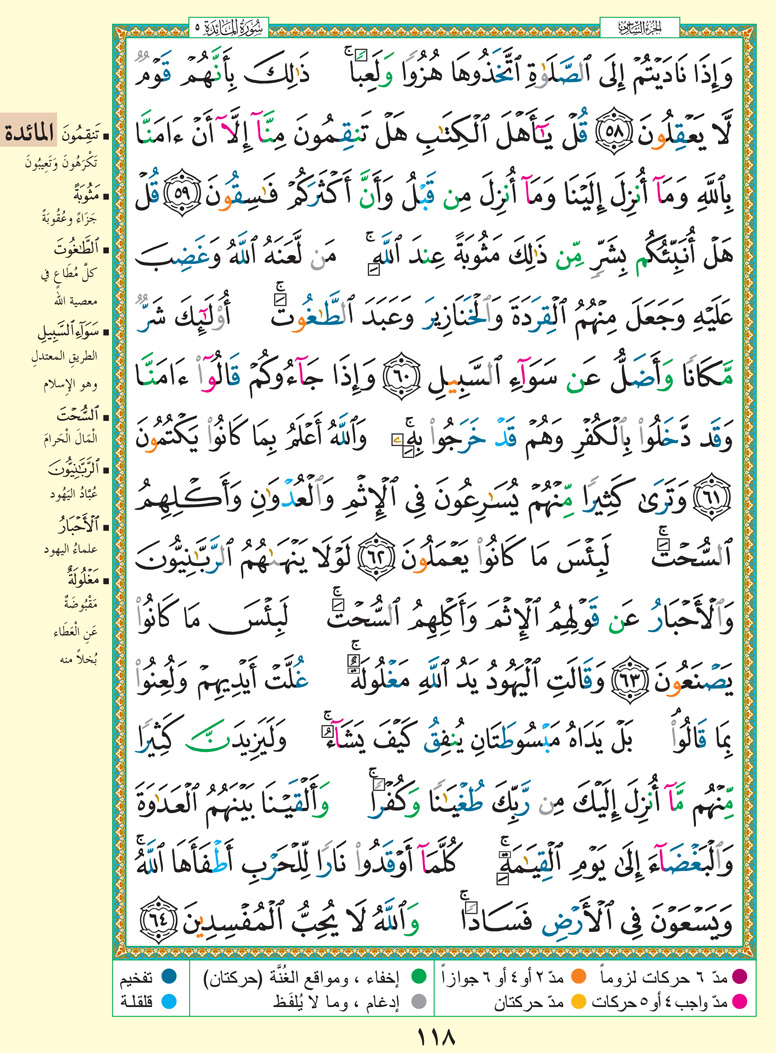 سُورَةُ المَائدَة ٥
الجزء السادس
وَإِذَا نَادَيْتُمْ إِلَى ٱلصَّلَوٰةِ ٱتَّخَذُوهَا هُزُوًا وَلَعِبًا ۚ ذَٰلِكَ بِأَنَّهُمْ قَوْمٌ
لَّا يَعْقِلُونَ ٥٨ قُلْ يَٰٓأَهْلَ ٱلْكِتَٰبِ هَلْ تَنقِمُونَ مِنَّآ إِلَّآ أَنْ ءَامَنَّا
بِٱللَّهِ وَمَآ أُنزِلَ إِلَيْنَا وَمَآ أُنزِلَ مِن قَبْلُ وَأَنَّ أَكْثَرَكُمْ فَٰسِقُونَ ٥٩ قُلْ
هَلْ أُنَبِّئُكُم بِشَرٍّ مِّن ذَٰلِكَ مَثُوبَةً عِندَ ٱللَّهِ ۚ مَن لَّعَنَهُ ٱللَّهُ وَغَضِبَ
عَلَيْهِ وَجَعَلَ مِنْهُمُ ٱلْقِرَدَةَ وَٱلْخَنَازِيرَ وَعَبَدَ ٱلطَّٰغُوتَ ۚ أُو۟لَٰٓئِكَ شَرٌّ
مَّكَانًا وَأَضَلُّ عَن سَوَآءِ ٱلسَّبِيلِ ٦٠ وَإِذَا جَآءُوكُمْ قَالُوٓا۟ ءَامَنَّا
وَقَد دَّخَلُوا۟ بِٱلْكُفْرِ وَهُمْ قَدْ خَرَجُوا۟ بِهِۦ ۚ وَٱللَّهُ أَعْلَمُ بِمَا كَانُوا۟ يَكْتُمُونَ
٦١ وَتَرَىٰ كَثِيرًا مِّنْهُمْ يُسَٰرِعُونَ فِى ٱلْإِثْمِ وَٱلْعُدْوَٰنِ وَأَكْلِهِمُ
ٱلسُّحْتَ ۚ لَبِئْسَ مَا كَانُوا۟ يَعْمَلُونَ ٦٢ لَوْلَا يَنْهَىٰهُمُ ٱلرَّبَّٰنِيُّونَ
وَٱلْأَحْبَارُ عَن قَوْلِهِمُ ٱلْإِثْمَ وَأَكْلِهِمُ ٱلسُّحْتَ ۚ لَبِئْسَ مَا كَانُوا۟
يَصْنَعُونَ ٦٣ وَقَالَتِ ٱلْيَهُودُ يَدُ ٱللَّهِ مَغْلُولَةٌ ۚ غُلَّتْ أَيْدِيهِمْ وَلُعِنُوا۟
بِمَا قَالُوا۟ ۘ بَلْ يَدَاهُ مَبْسُوطَتَانِ يُنفِقُ كَيْفَ يَشَآءُ ۚ وَلَيَزِيدَنَّ كَثِيرًا
مِّنْهُم مَّآ أُنزِلَ إِلَيْكَ مِن رَّبِّكَ طُغْيَٰنًا وَكُفْرًا ۚ وَأَلْقَيْنَا بَيْنَهُمُ ٱلْعَدَٰوَةَ
وَٱلْبَغْضَآءَ إِلَىٰ يَوْمِ ٱلْقِيَٰمَةِ ۚ كُلَّمَآ أَوْقَدُوا۟ نَارًا لِّلْحَرْبِ أَطْفَأَهَا ٱللَّهُ ۚ
وَيَسْعَوْنَ فِى ٱلْأَرْضِ فَسَادًا ۚ وَٱللَّهُ لَا يُحِبُّ ٱلْمُفْسِدِينَ ٦٤
المائدة
تَنقِمُونَ
تَكْرَهُونَ وَتَعِيبُونَ
مَثُوبَةً
جَزَاءً وعُقُوبَةً
ٱلطَّٰغُوتَ
كلّ مُطَاعٍ في
معصية الله
سَوَآءِ ٱلسَّبِيلِ
الطريق المعتدل
وهو الإسلام
ٱلسُّحْتَ
الْمَالَ الْحَرامَ
ٱلرَّبَّٰنِيُّونَ
عُبَّادُ اليَهُود
ٱلْأَحْبَارُ
علماءُ اليهود
مَغْلُولَةٌ
مَقْبُوضَةٌ
عَنِ الْعَطَاء
بُخلاً منه
مدّ ٦ حركات لزوماً
مدّ ٢ أو ٤ أو ٦ جوازاً
إخفاء ، ومواقع الغُنَّة (حركتان)
تفخيم
مدّ واجب ٤ أو ٥ حركات
مدّ حركتان
إدغام ، وما لا يُلفَظ
قلقلة
١١٨